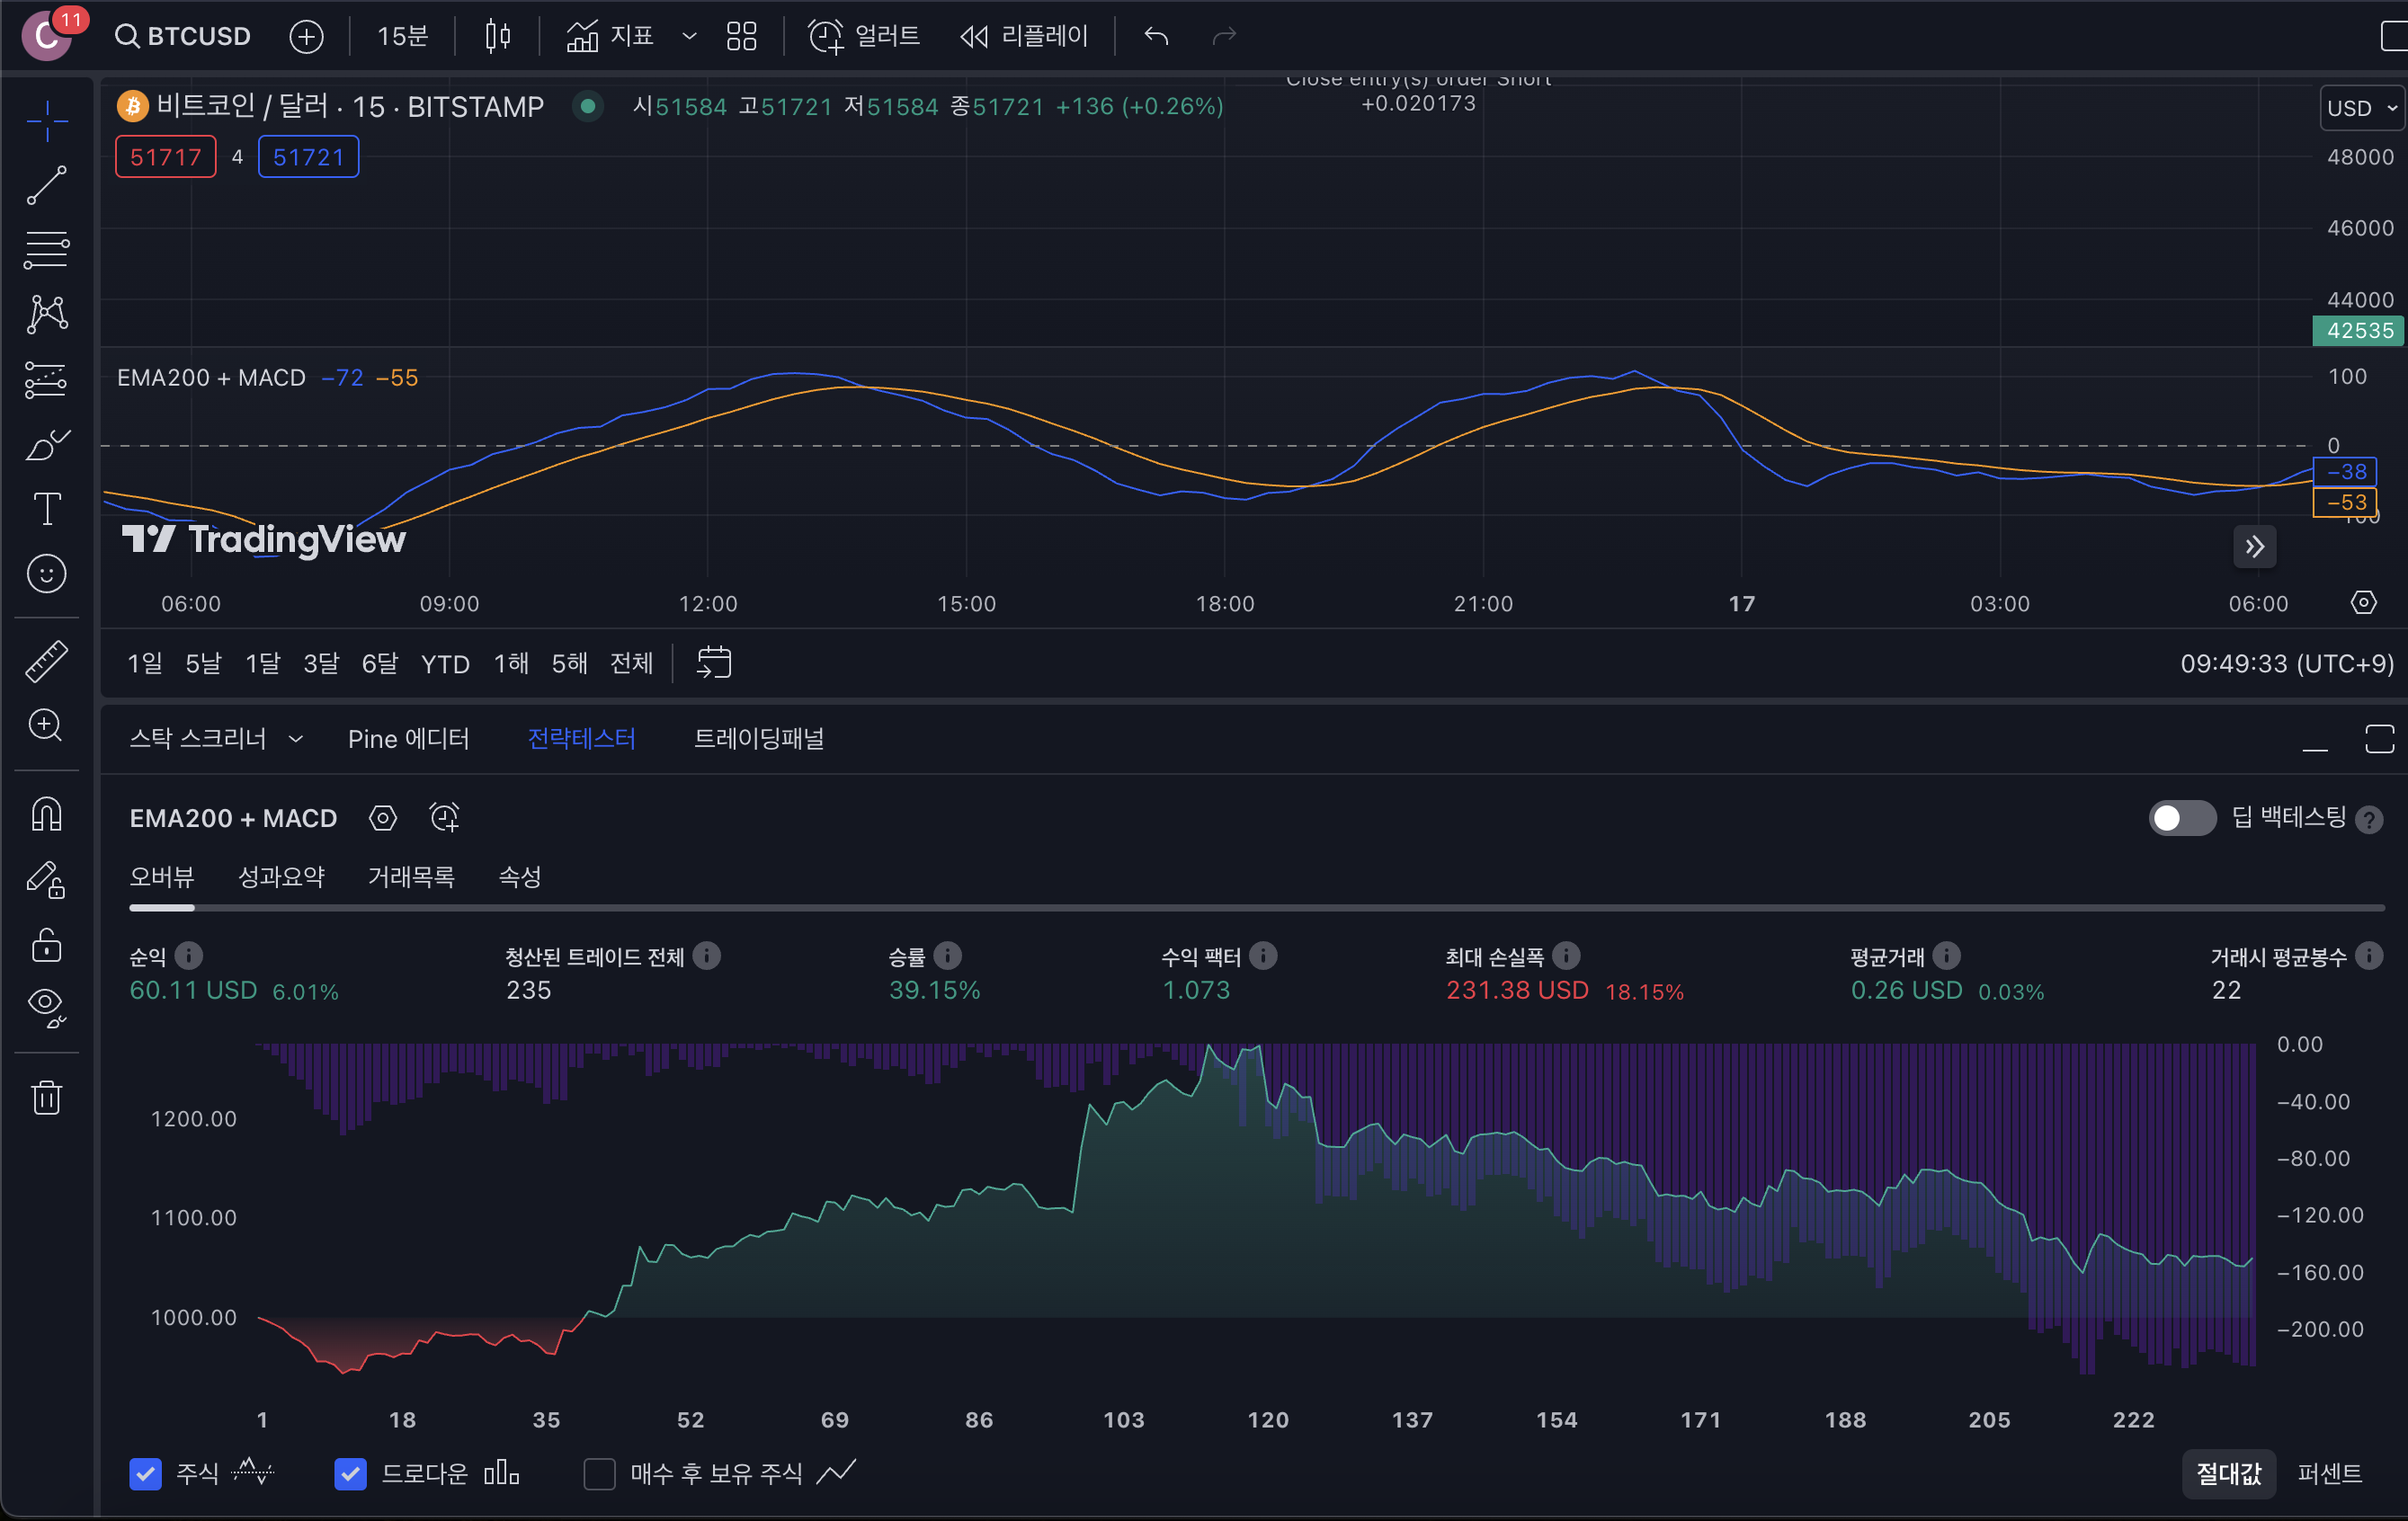 C 11 BTCUSD 15분 지표 얼러트 리플레이
Close entry(s) order Short
+0.020173
비트코인 / 달러 · 15 · BITSTAMP 시51584 고51721 저51584 종51721 +136 (+0.26%)
USD
51717 4 51721
48000
46000
44000
42535
EMA200 + MACD −72 −55
100
0
−38
−53
TradingView
06:00 09:00 12:00 15:00 18:00 21:00 17 03:00 06:00
1일 5날 1달 3달 6달 YTD 1해 5해 전체 09:49:33 (UTC+9)
스탁 스크리너 Pine 에디터 전략테스터 트레이딩패널
EMA200 + MACD 딥 백테스팅 ?
오버뷰 성과요약 거래목록 속성
순익 청산된 트레이드 전체 승률 수익 팩터 최대 손실폭 평균거래 거래시 평균봉수
60.11 USD 6.01% 235 39.15% 1.073 231.38 USD 18.15% 0.26 USD 0.03% 22
0.00
−40.00
1200.00
−80.00
1100.00
−120.00
−160.00
1000.00
−200.00
1 18 35 52 69 86 103 120 137 154 171 188 205 222
주식 드로다운 매수 후 보유 주식 절대값 퍼센트